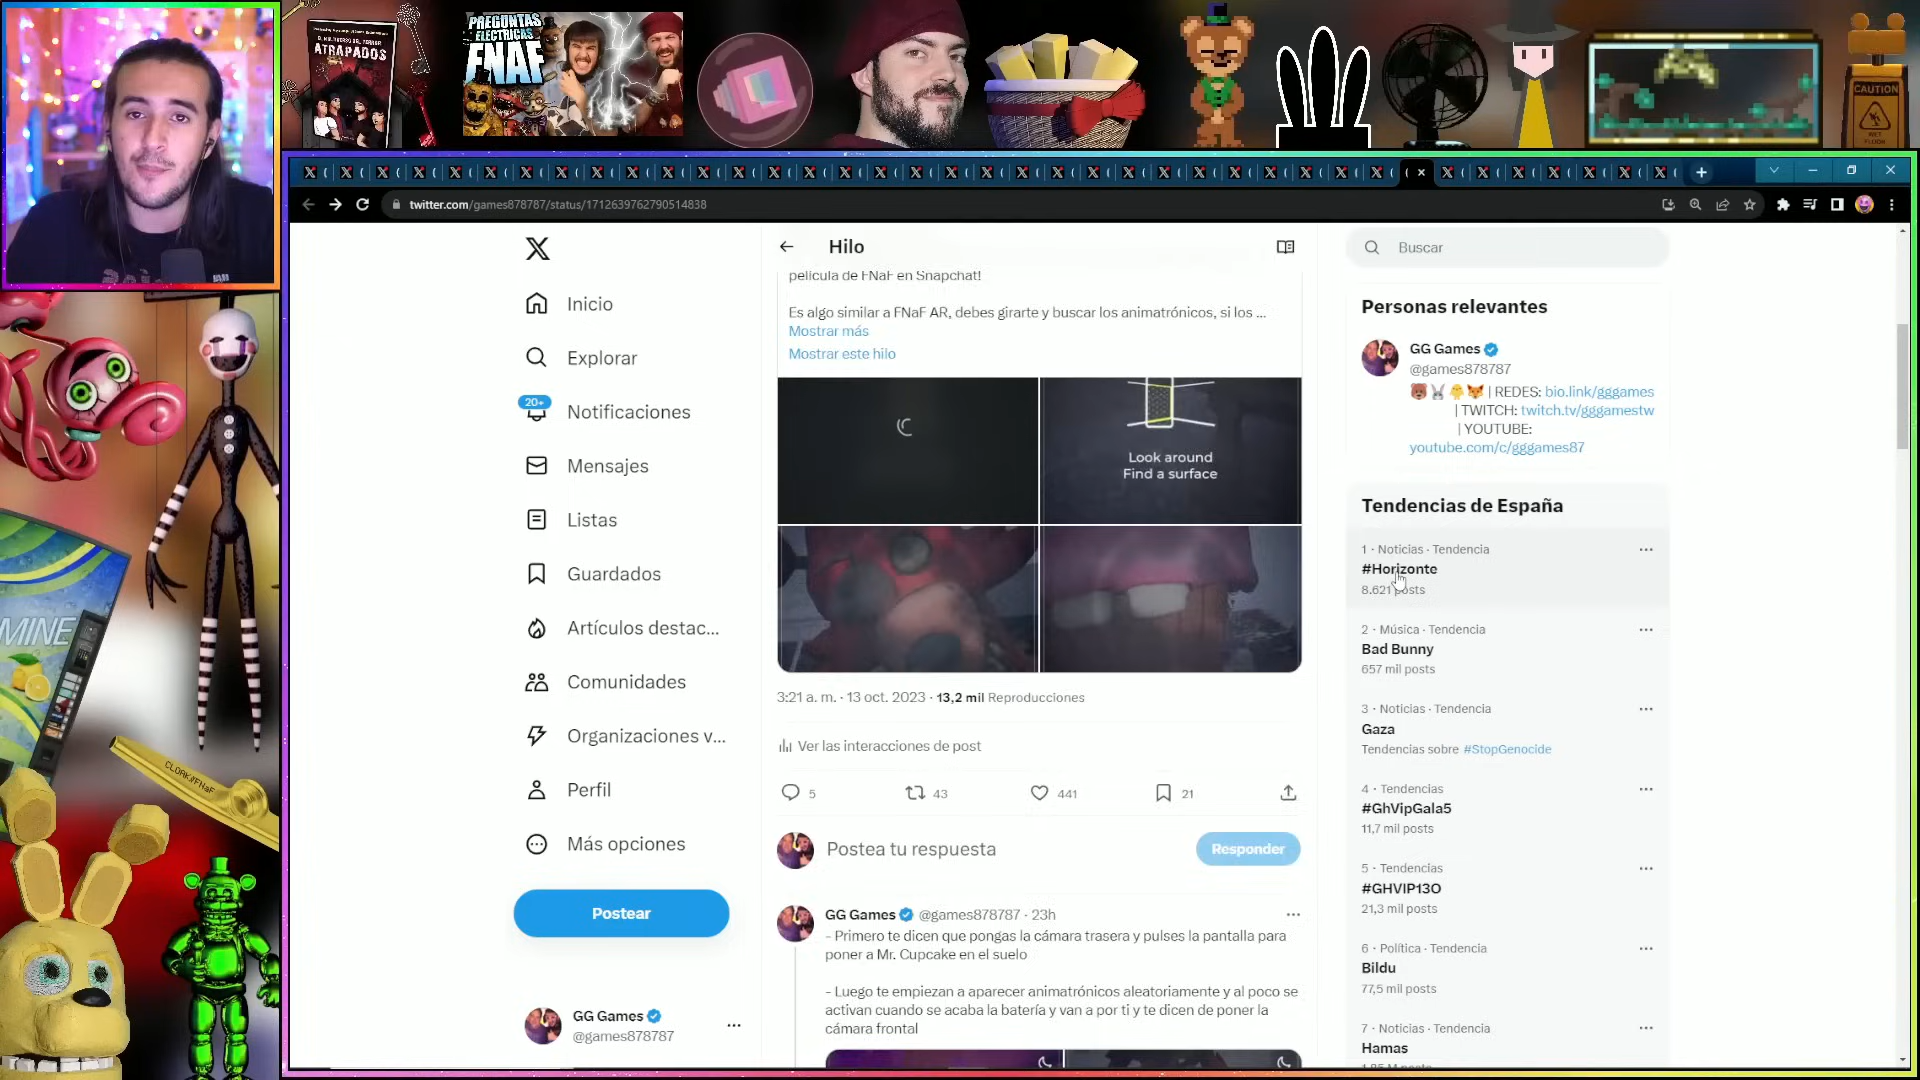 ATRAPADOS
PREGUNTAS
ELÉCTRICAS
FNAF
CAUTION
WET
FLOOR
twitter.com/games878787/status/1712639762790514838
X
Inicio
Explorar
20+
Notificaciones
Mensajes
Listas
Guardados
Artículos destac...
Comunidades
Organizaciones v...
Perfil
Más opciones
Postear
GG Games
@games878787
Hilo
película de FNaF en Snapchat!
Es algo similar a FNaF AR, debes girarte y buscar los animatrónicos, si los ...
Mostrar más
Mostrar este hilo
Look around
Find a surface
3:21 a. m. · 13 oct. 2023 · 13,2 mil Reproducciones
Ver las interacciones de post
5
43
441
21
Postea tu respuesta
Responder
GG Games @games878787 · 23h
- Primero te dicen que pongas la cámara trasera y pulses la pantalla para
poner a Mr. Cupcake en el suelo
- Luego te empiezan a aparecer animatrónicos aleatoriamente y al poco se
activan cuando se acaba la batería y van a por ti y te dicen de poner la
cámara frontal
Buscar
Personas relevantes
GG Games
@games878787
| REDES: bio.link/gggames
| TWITCH: twitch.tv/gggamestw
| YOUTUBE:
youtube.com/c/gggames87
Tendencias de España
1 · Noticias · Tendencia
#Horizonte
8.621 posts
2 · Música · Tendencia
Bad Bunny
657 mil posts
3 · Noticias · Tendencia
Gaza
Tendencias sobre #StopGenocide
4 · Tendencias
#GhVipGala5
11,7 mil posts
5 · Tendencias
#GHVIP13O
21,3 mil posts
6 · Política · Tendencia
Bildu
77,5 mil posts
7 · Noticias · Tendencia
Hamas
MINE
CLOAK//FNaF